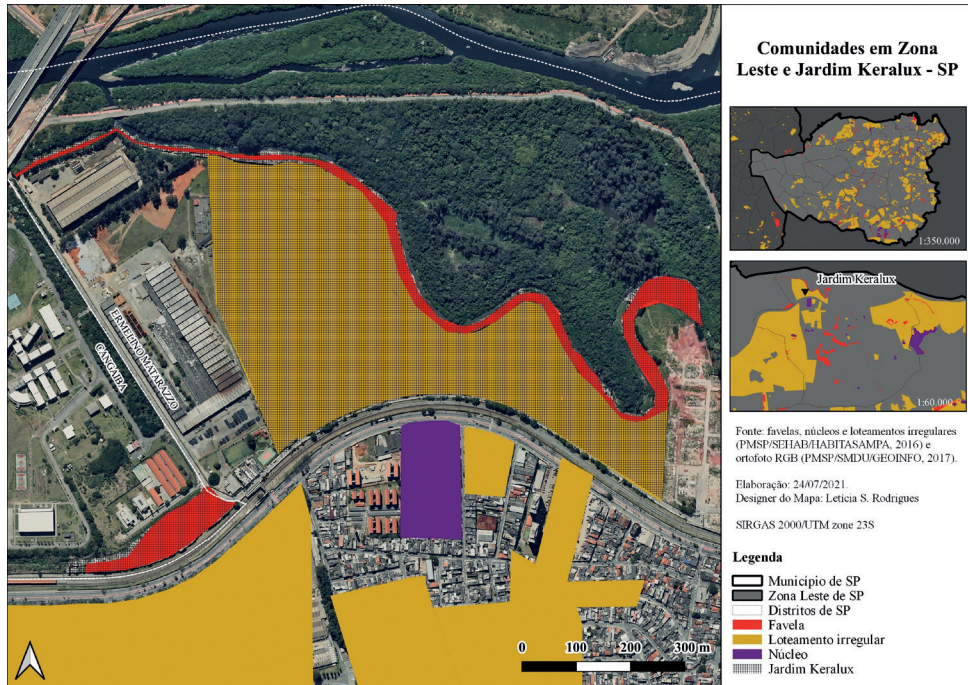 Comunidades em Zona
Leste e Jardim Keralux - SP
1:350.000
Jardim Keralux
1:60.000
Fonte: favelas, núcleos e loteamentos irregulares
(PMSP/SEHAB/HABITASAMPA, 2016) e
ortofoto RGB (PMSP/SMDU/GEOINFO, 2017).
Elaboração: 24/07/2021.
Designer do Mapa: Leticia S. Rodrigues
SIRGAS 2000/UTM zone 23S
Legenda
Município de SP
Zona Leste de SP
Distritos de SP
Favela
Loteamento irregular
Núcleo
Jardim Keralux
ERMELINO MATARAZZO
CANGAIBA
0 100 200 300 m